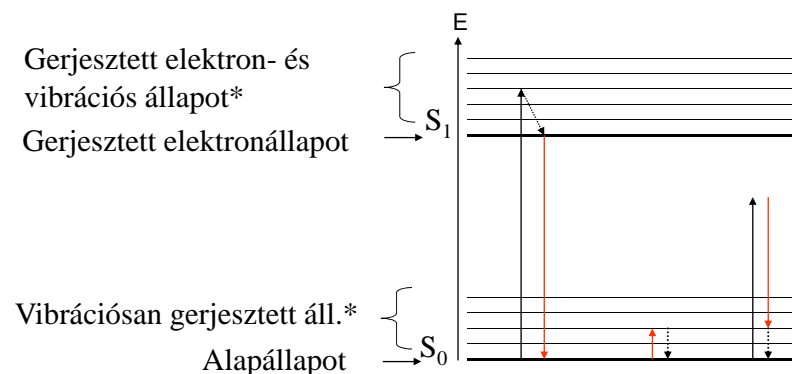 E
Gerjesztett elektron- és
vibrációs állapot*
S1
Gerjesztett elektronállapot
Vibrációsan gerjesztett áll.*
S0
Alapállapot